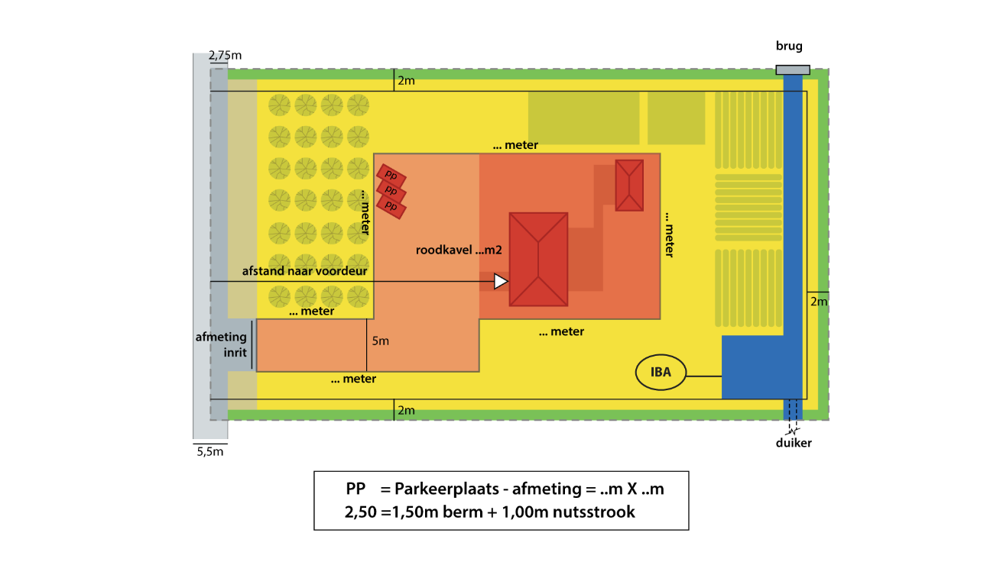 brug
2,75m
2m
... meter
pp
pp
pp
... meter
... meter
roodkavel ...m2
afstand naar voordeur
2m
... meter
... meter
afmeting
inrit
5m
IBA
... meter
2m
duiker
5,5m
PP = Parkeerplaats - afmeting = ..m X ..m
2,50 =1,50m berm + 1,00m nutsstrook